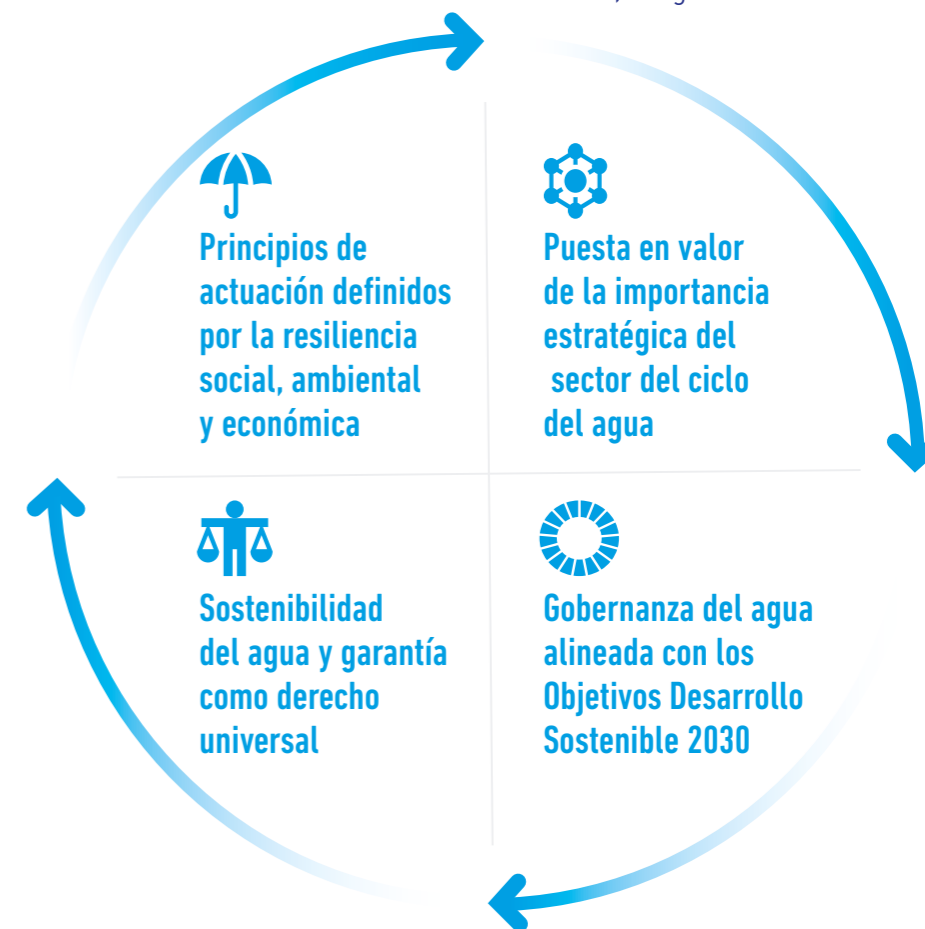 Principios de
actuación definidos
por la resiliencia
social, ambiental
y económica
Puesta en valor
de la importancia
estratégica del
sector del ciclo
del agua
Sostenibilidad
del agua y garantía
como derecho
universal
Gobernanza del agua
alineada con los
Objetivos Desarrollo
Sostenible 2030